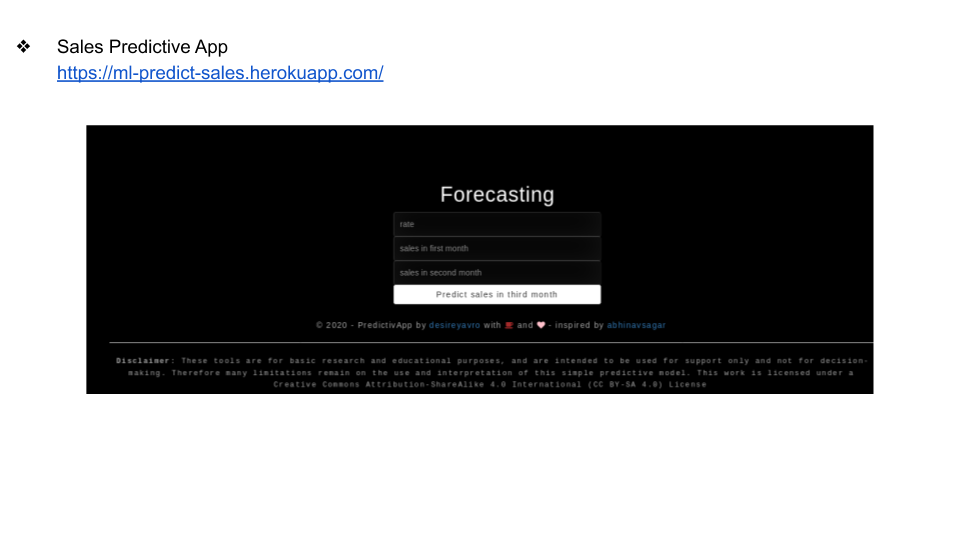 ❖ Sales Predictive App
https://ml-predict-sales.herokuapp.com/
Forecasting
rate
sales in first month
sales in second month
Predict sales in third month
© 2020 - PredictivApp by desireyavro with ☕ and ❤ - inspired by abhinavsagar
Disclaimer: These tools are for basic research and educational purposes, and are intended to be used for support only and not for decision-
making. Therefore many limitations remain on the use and interpretation of this simple predictive model. This work is licensed under a
Creative Commons Attribution-ShareAlike 4.0 International (CC BY-SA 4.0) License